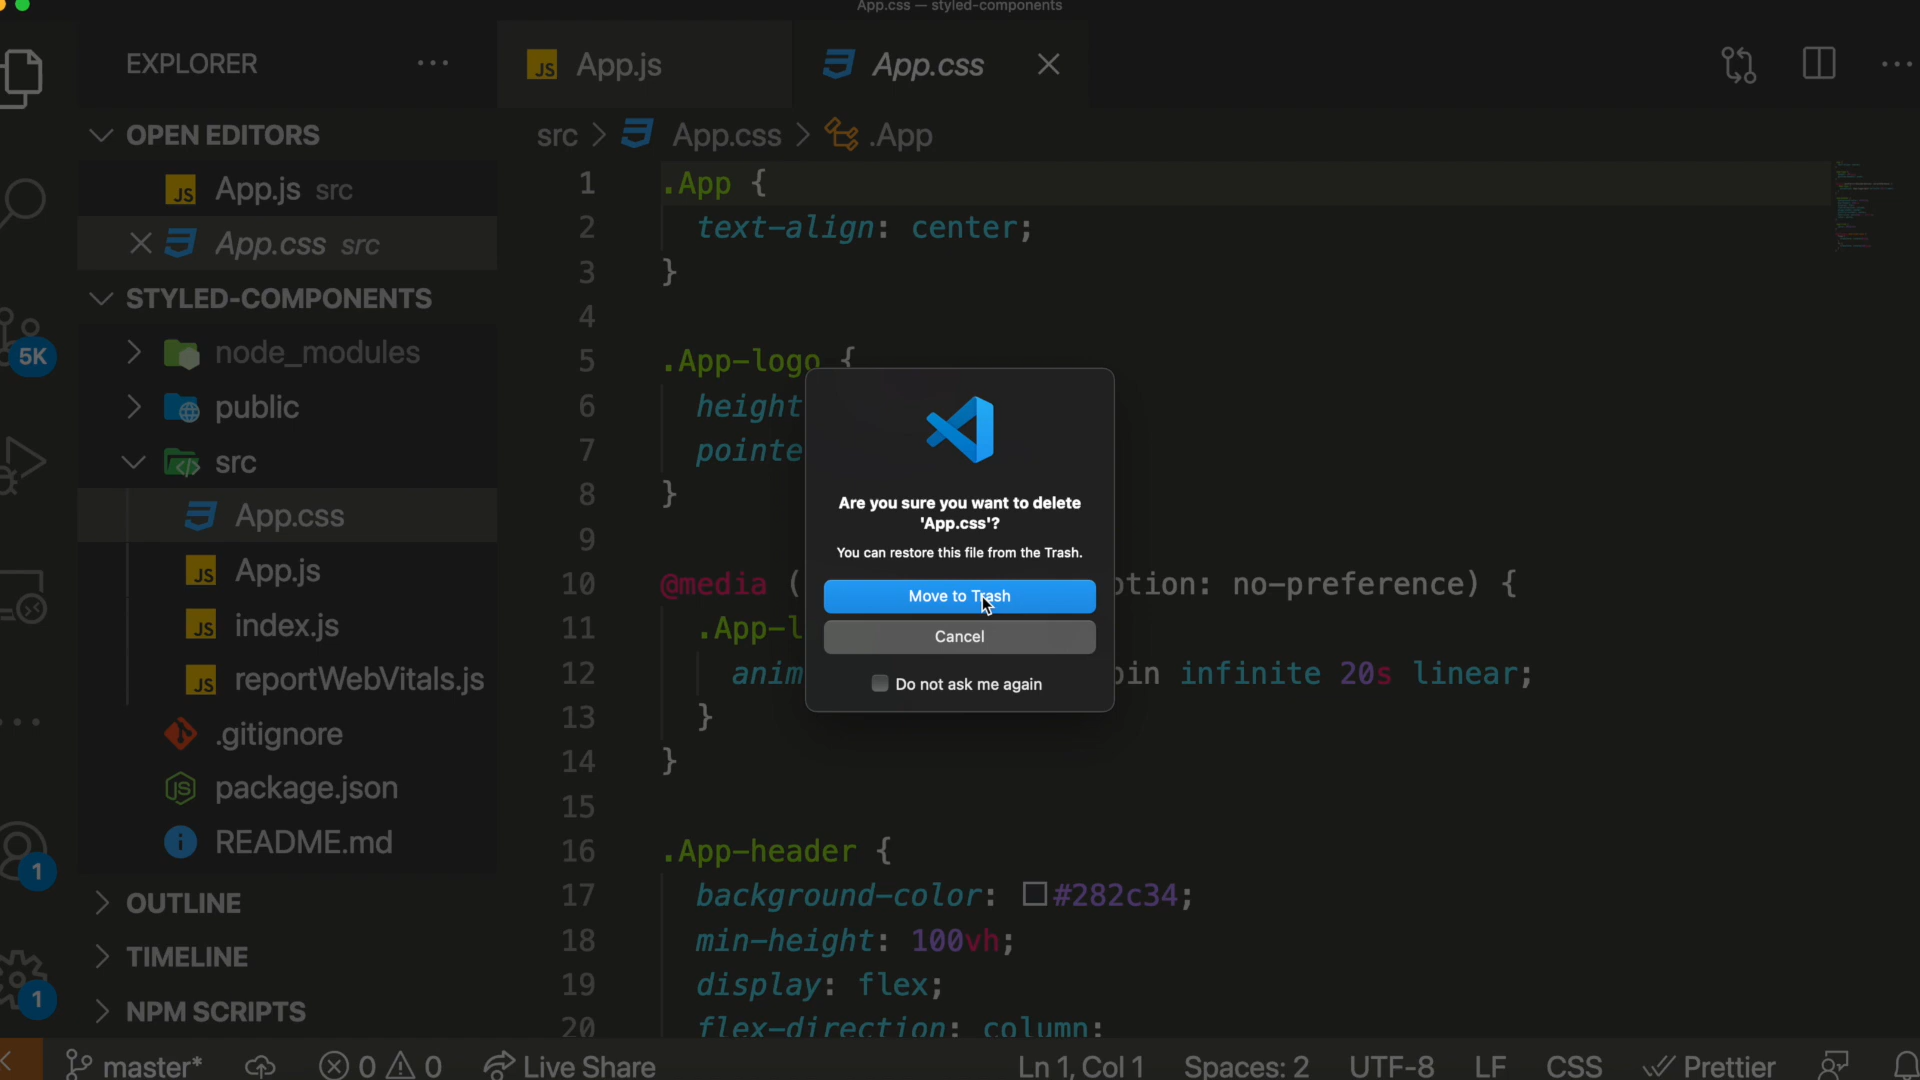 App.css — styled-components
EXPLORER
App.js
App.css
OPEN EDITORS
App.js src
App.css src
STYLED-COMPONENTS
node_modules
public
src
App.css
App.js
index.js
reportWebVitals.js
.gitignore
package.json
README.md
OUTLINE
TIMELINE
NPM SCRIPTS
5K
1
1
src > App.css > .App
1 .App {
2 text-align: center;
3 }
4
5 .App-logo {
6 height
7 pointe
8 }
9
10 @media ( tion: no-preference) {
11 .App-l
12 anim pin infinite 20s linear;
13 }
14 }
15
16 .App-header {
17 background-color: #282c34;
18 min-height: 100vh;
19 display: flex;
20 flex-direction: column;
Are you sure you want to delete
'App.css'?
You can restore this file from the Trash.
Move to Trash
Cancel
Do not ask me again
master* 0 0 Live Share Ln 1, Col 1 Spaces: 2 UTF-8 LF CSS Prettier